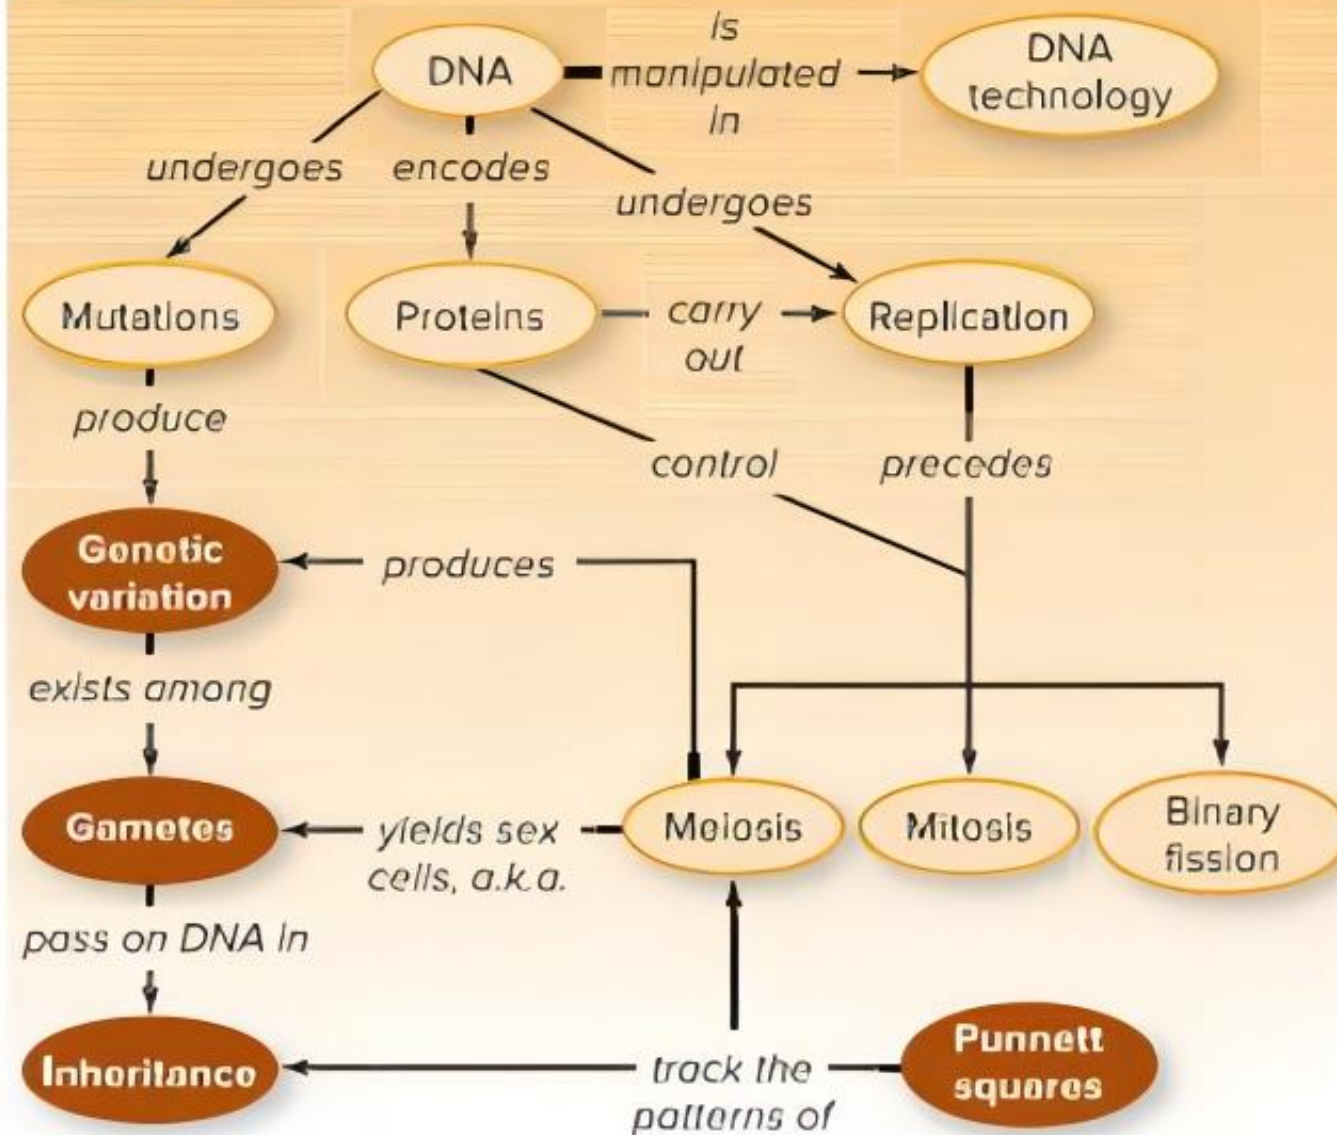 DNA
is
manipulated
in
DNA
technology
undergoes
encodes
undergoes
Mutations
Proteins
carry
out
Replication
produce
control
precedes
Genetic
variation
produces
exists among
Gametes
yields sex
cells, a.k.a.
Meiosis
Mitosis
Binary
fission
pass on DNA in
Inheritance
track the
patterns of
Punnett
squares